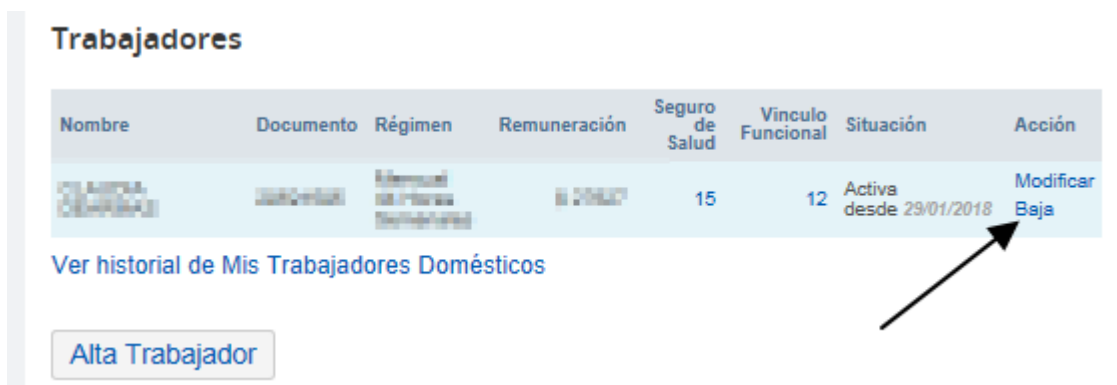 Trabajadores
Nombre Documento Régimen Remuneración Seguro de Salud Vinculo Funcional Situación Acción
15 12 Activa desde 29/01/2018 Modificar Baja
Ver historial de Mis Trabajadores Domésticos
Alta Trabajador